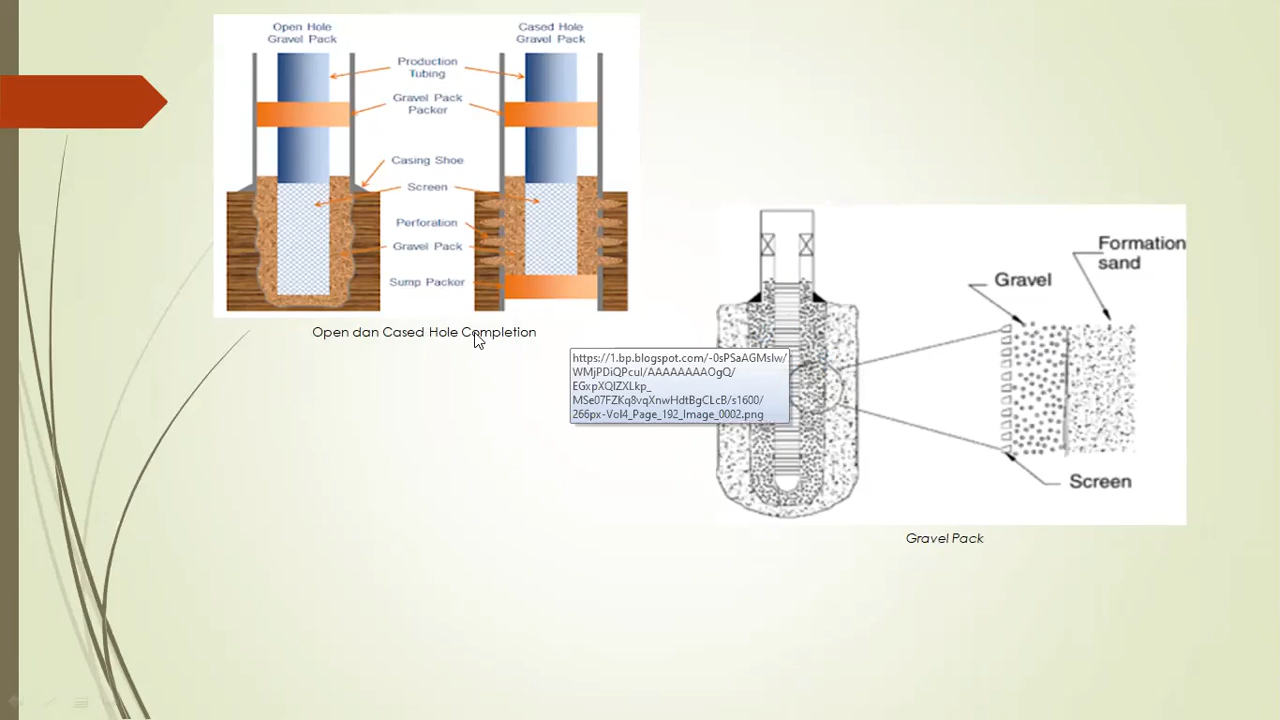 Open Hole
Gravel Pack
Cased Hole
Gravel Pack
Production
Tubing
Gravel Pack
Packer
Casing Shoe
Screen
Perforation
Gravel Pack
Sump Packer
Open dan Cased Hole Completion
https://1.bp.blogspot.com/-0sPSaAGMsIw/
WMjPDiQPcuI/AAAAAAAAOgQ/
EGxpXQIZXLkp_
MSe07FZKq8vqXnwHdtBgCLcB/s1600/
266px-Vol4_Page_192_Image_0002.png
Formation
sand
Gravel
Screen
Gravel Pack